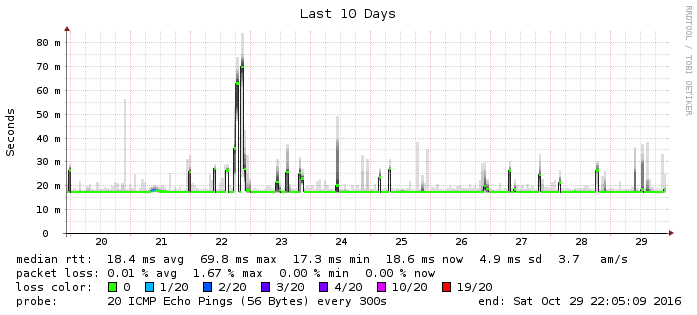 Last 10 Days
RRDTOOL / TOBI OETIKER
Seconds
80 m
70 m
60 m
50 m
40 m
30 m
20 m
10 m
0
20 21 22 23 24 25 26 27 28 29
median rtt: 18.4 ms avg 69.8 ms max 17.3 ms min 18.6 ms now 4.9 ms sd 3.7 am/s
packet loss: 0.01 % avg 1.67 % max 0.00 % min 0.00 % now
loss color: 0 1/20 2/20 3/20 4/20 10/20 19/20
probe: 20 ICMP Echo Pings (56 Bytes) every 300s end: Sat Oct 29 22:05:09 2016